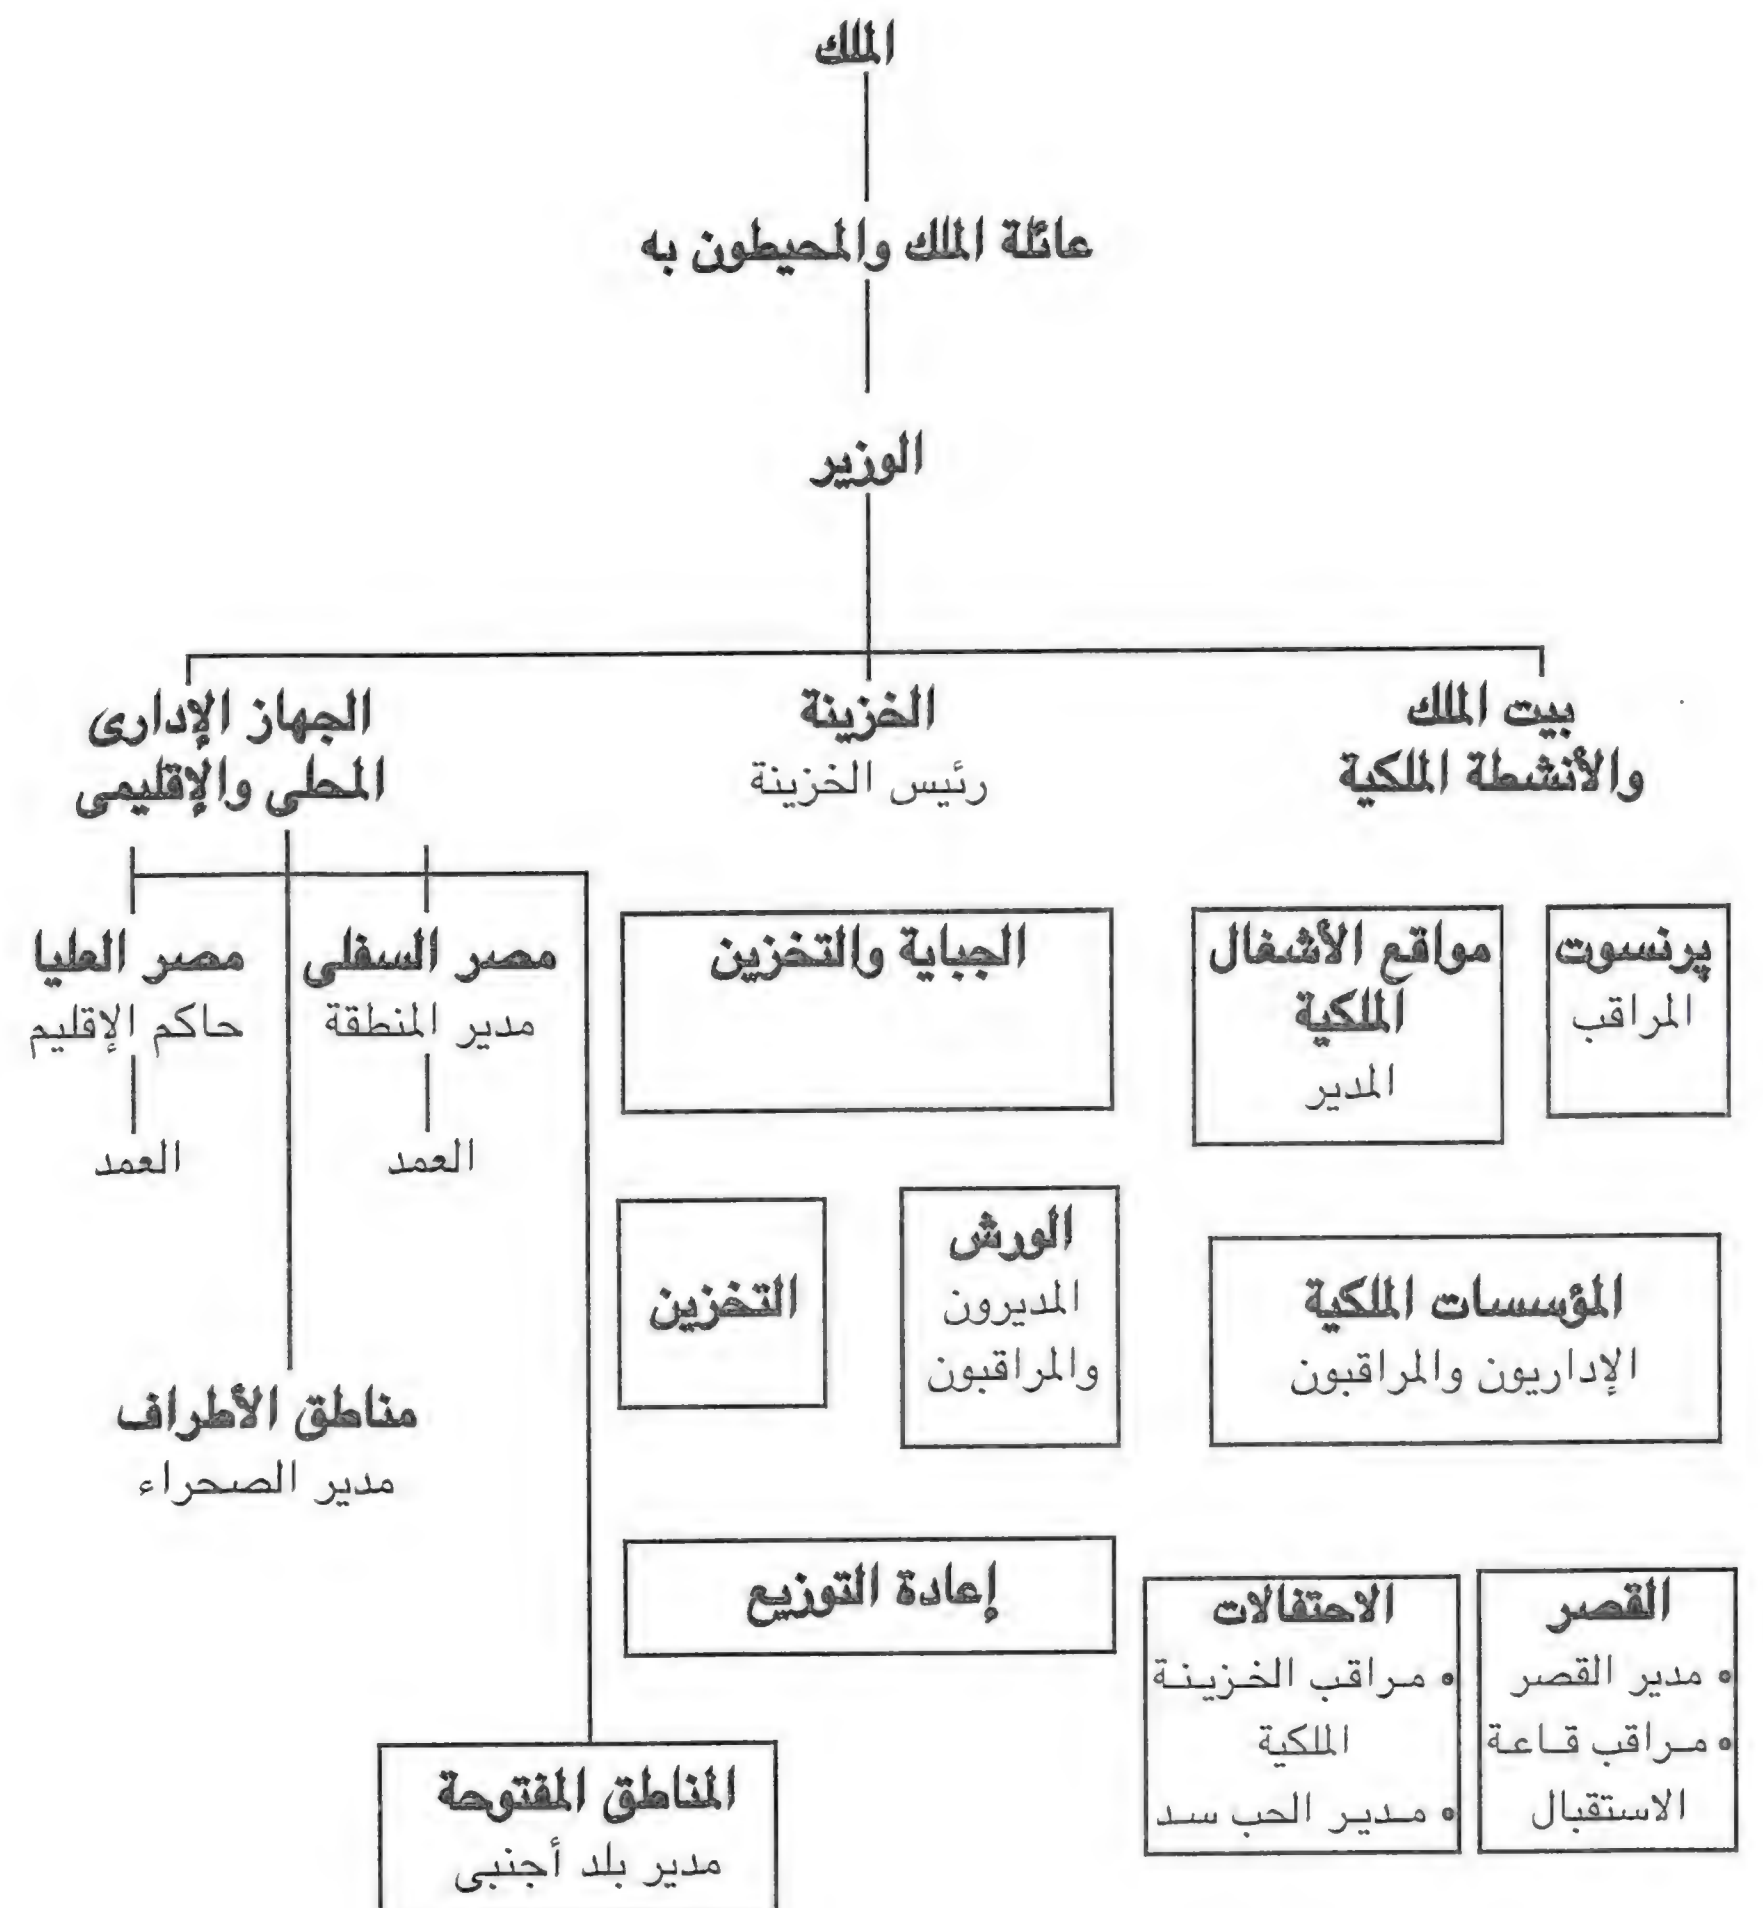 الملك
عائلة الملك والمحيطون به
الوزير
بيت الملك
والأنشطة الملكية
الخزينة
رئيس الخزينة
الجهاز الإدارى
المحلى والإقليمى
پرنسوت
المراقب
مواقع الأشغال
الملكية
المدير
الجباية والتخزين
مصر السفلى
مدير المنطقة
العمد
مصر العليا
حاكم الإقليم
العمد
المؤسسات الملكية
الإداريون والمراقبون
الورش
المديرون
والمراقبون
التخزين
مناطق الأطراف
مدير الصحراء
إعادة التوزيع
القصر
• مدير القصر
• مراقب قاعة
الاستقبال
الاحتفالات
• مراقب الخزينة
الملكية
• مدير الحب سد
المناطق المفتوحة
مدير بلد أجنبى